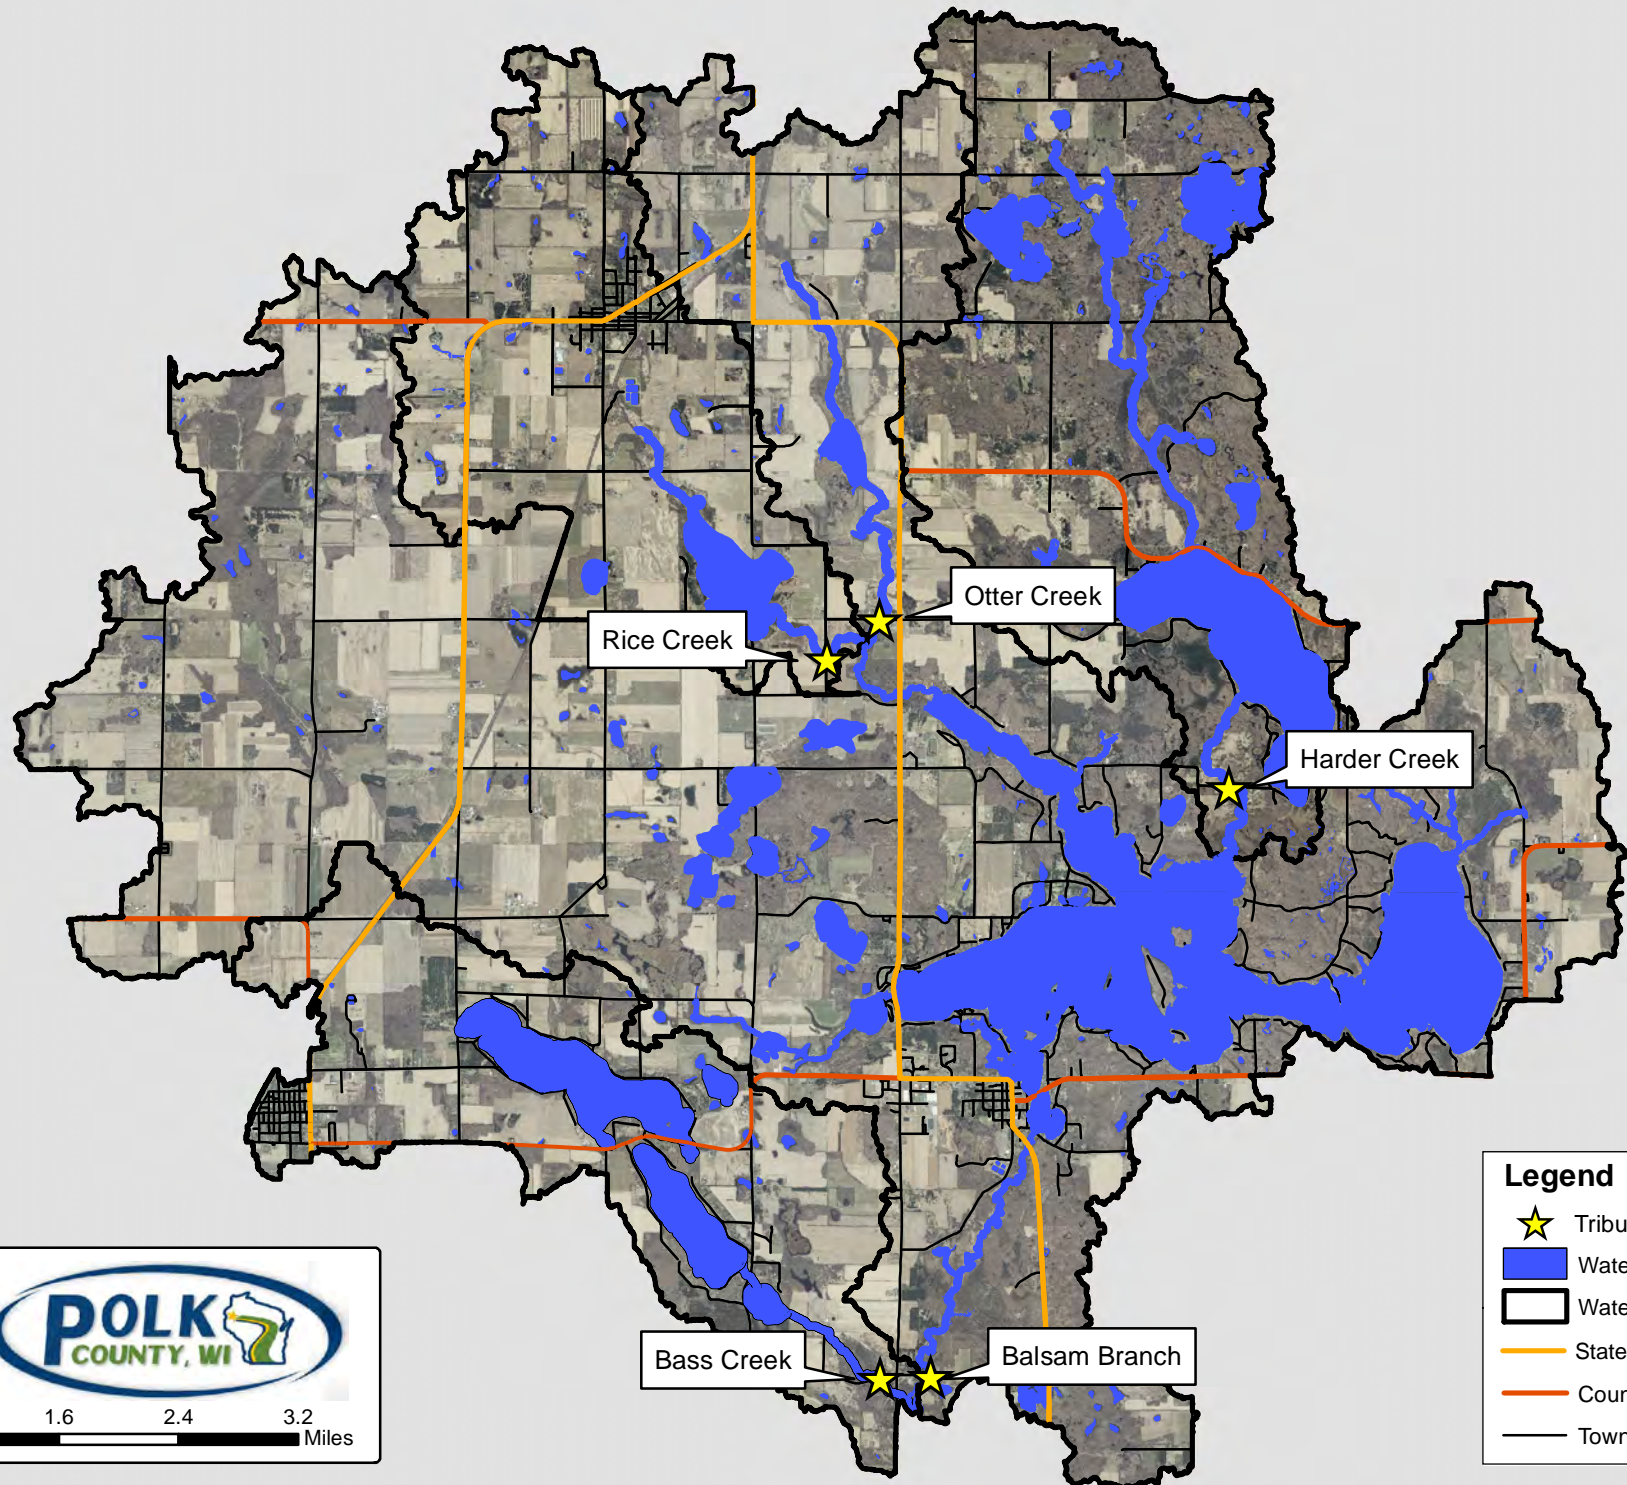 Otter Creek
Rice Creek
Harder Creek
Bass Creek
Balsam Branch
POLK
COUNTY, WI
1.6 2.4 3.2
Miles
Legend
Tribu
Wate
Wate
State
Coun
Town